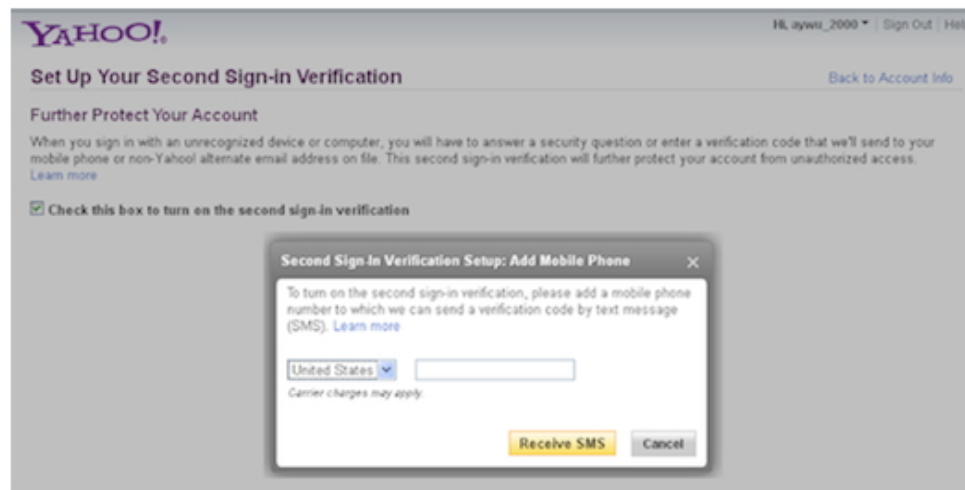 YAHOO!
Hi, aywu_2000 | Sign Out | Hel
Set Up Your Second Sign-in Verification
Back to Account Info
Further Protect Your Account
When you sign in with an unrecognized device or computer, you will have to answer a security question or enter a verification code that we'll send to your
mobile phone or non-Yahoo! alternate email address on file. This second sign-in verification will further protect your account from unauthorized access.
Learn more
Check this box to turn on the second sign-in verification
Second Sign-In Verification Setup: Add Mobile Phone
To turn on the second sign-in verification, please add a mobile phone
number to which we can send a verification code by text message
(SMS). Learn more
United States
Carrier charges may apply.
Receive SMS
Cancel